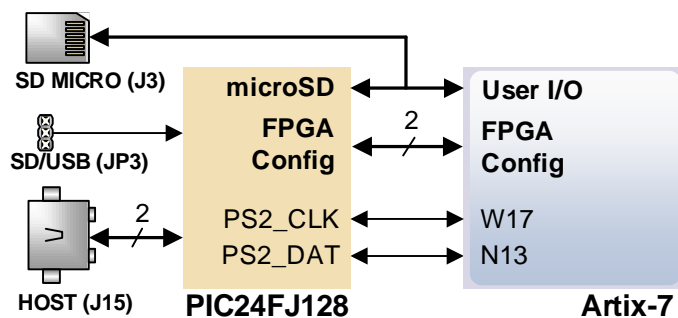 SD MICRO (J3)
microSD
User I/O
SD/USB (JP3)
FPGA
Config
2
FPGA
Config
HOST (J15)
2
PS2_CLK
W17
PS2_DAT
N13
PIC24FJ128
Artix-7